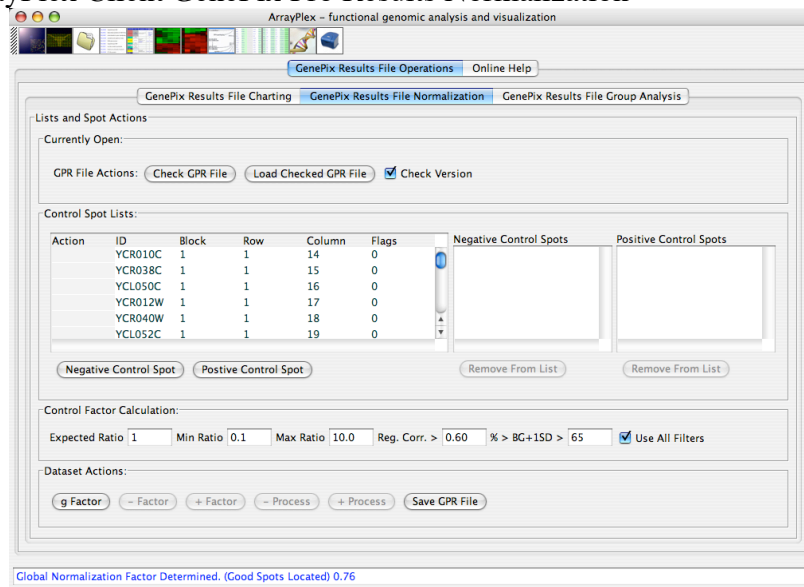 ArrayPlex – functional genomic analysis and visualization
GenePix Results File Operations Online Help
GenePix Results File Charting GenePix Results File Normalization GenePix Results File Group Analysis
Lists and Spot Actions
Currently Open:
GPR File Actions: Check GPR File Load Checked GPR File Check Version
Control Spot Lists:
Action ID Block Row Column Flags Negative Control Spots Positive Control Spots
YCR010C 1 1 14 0
YCR038C 1 1 15 0
YCL050C 1 1 16 0
YCR012W 1 1 17 0
YCR040W 1 1 18 0
YCL052C 1 1 19 0
Negative Control Spot Postive Control Spot Remove From List Remove From List
Control Factor Calculation:
Expected Ratio 1 Min Ratio 0.1 Max Ratio 10.0 Reg. Corr. > 0.60 % > BG+1SD > 65 Use All Filters
Dataset Actions:
g Factor – Factor + Factor – Process + Process Save GPR File
Global Normalization Factor Determined. (Good Spots Located) 0.76